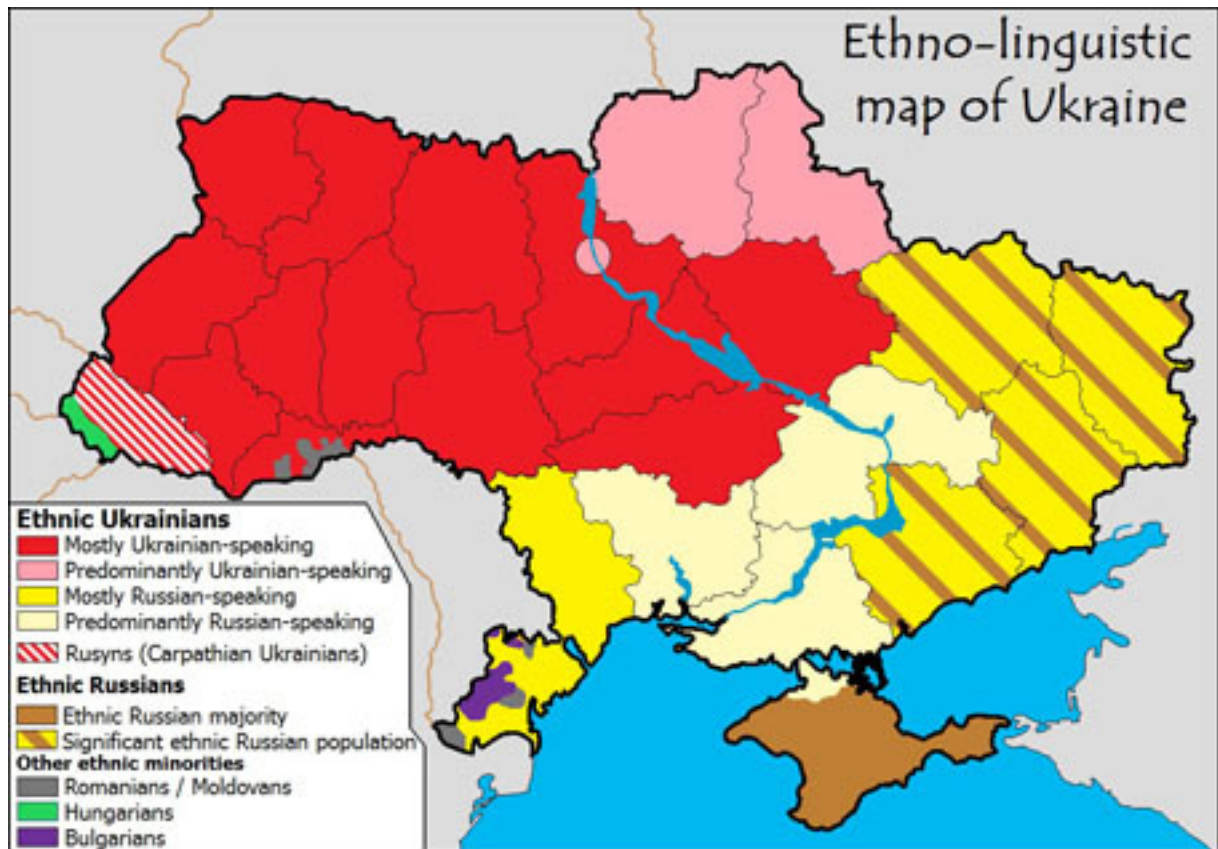 Ethno-linguistic
map of Ukraine
Ethnic Ukrainians
Mostly Ukrainian-speaking
Predominantly Ukrainian-speaking
Mostly Russian-speaking
Predominantly Russian-speaking
Rusyns (Carpathian Ukrainians)
Ethnic Russians
Ethnic Russian majority
Significant ethnic Russian population
Other ethnic minorities
Romanians / Moldovans
Hungarians
Bulgarians